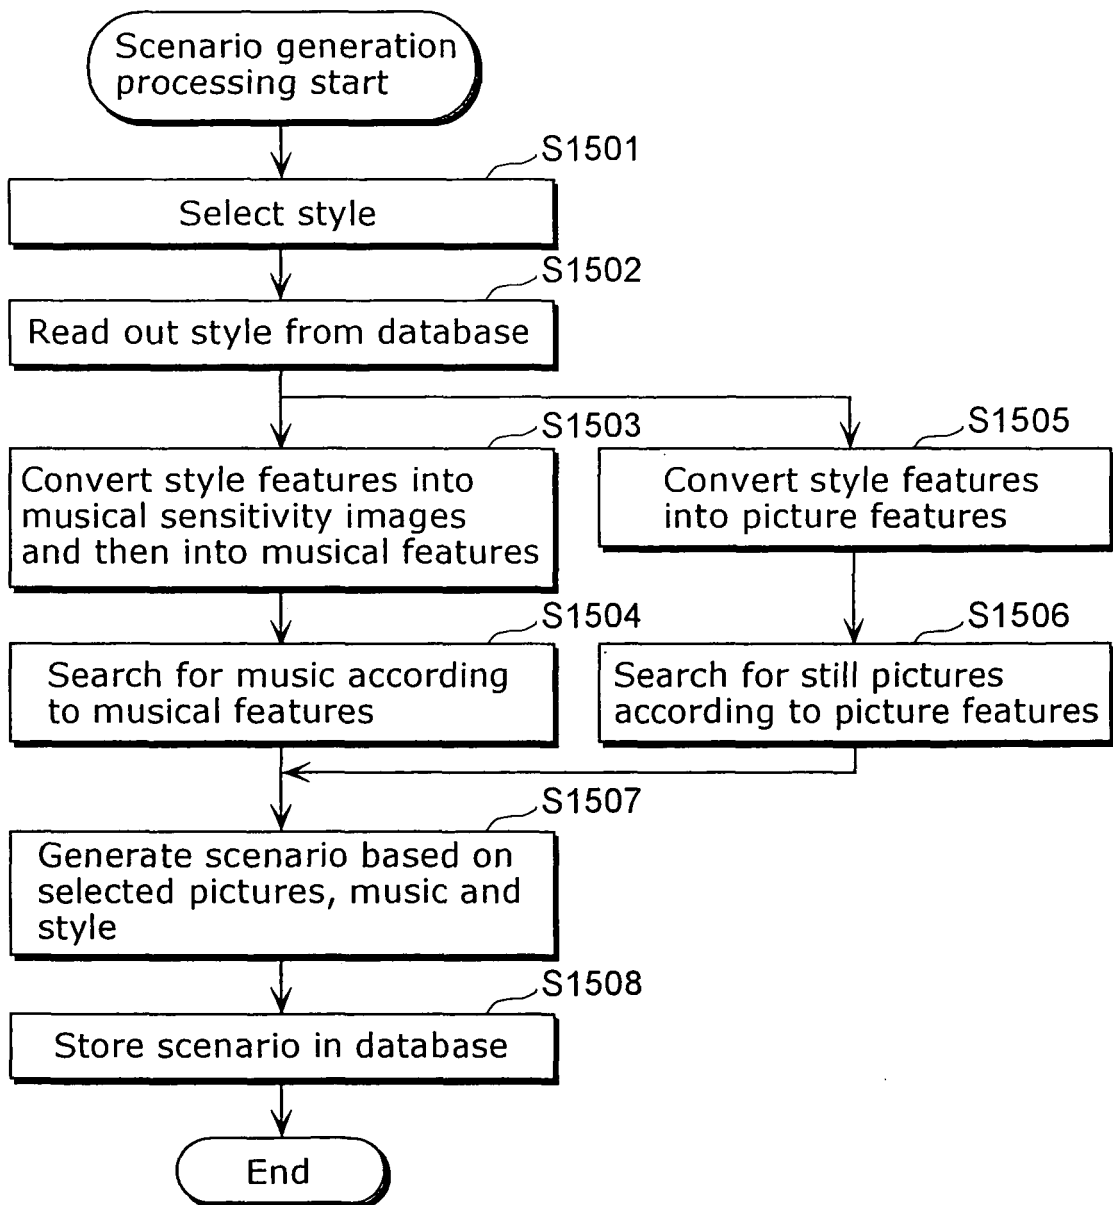 Scenario generation
processing start
S1501
Select style
S1502
Read out style from database
S1503
Convert style features into
musical sensitivity images
and then into musical features
S1505
Convert style features
into picture features
S1504
Search for music according
to musical features
S1506
Search for still pictures
according to picture features
S1507
Generate scenario based on
selected pictures, music and
style
S1508
Store scenario in database
End